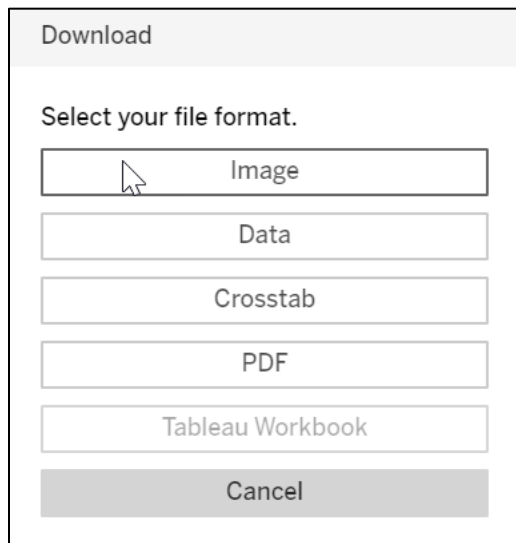 Download
Select your file format.
Image
Data
Crosstab
PDF
Tableau Workbook
Cancel